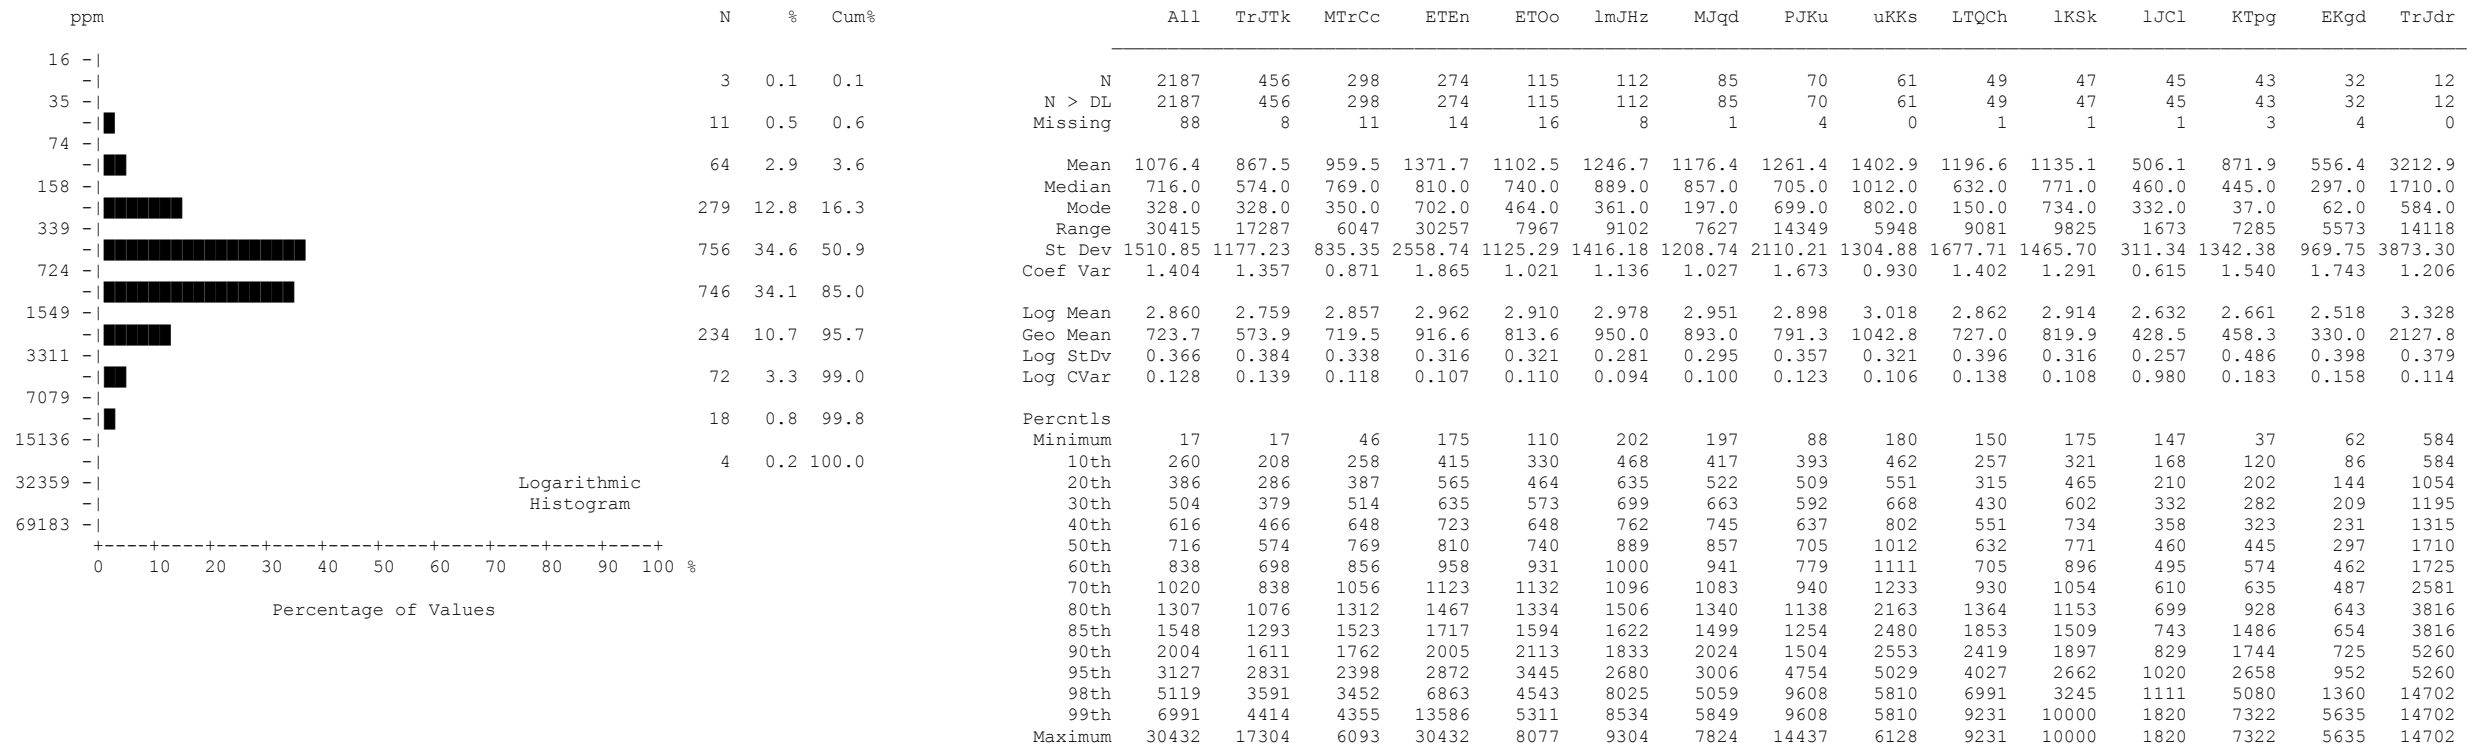 ppm N % Cum% All TrJTk MTrCc ETEn ETOo lmJHz MJqd PJKu uKKs LTQCh lKSk lJCl KTpg EKgd TrJdr
16 -|
-| 3 0.1 0.1 N 2187 456 298 274 115 112 85 70 61 49 47 45 43 32 12
35 -| N > DL 2187 456 298 274 115 112 85 70 61 49 47 45 43 32 12
-| 11 0.5 0.6 Missing 88 8 11 14 16 8 1 4 0 1 1 1 3 4 0
74 -|
-| 64 2.9 3.6 Mean 1076.4 867.5 959.5 1371.7 1102.5 1246.7 1176.4 1261.4 1402.9 1196.6 1135.1 506.1 871.9 556.4 3212.9
158 -| Median 716.0 574.0 769.0 810.0 740.0 889.0 857.0 705.0 1012.0 632.0 771.0 460.0 445.0 297.0 1710.0
-| 279 12.8 16.3 Mode 328.0 328.0 350.0 702.0 464.0 361.0 197.0 699.0 802.0 150.0 734.0 332.0 37.0 62.0 584.0
339 -| Range 30415 17287 6047 30257 7967 9102 7627 14349 5948 9081 9825 1673 7285 5573 14118
-| 756 34.6 50.9 St Dev 1510.85 1177.23 835.35 2558.74 1125.29 1416.18 1208.74 2110.21 1304.88 1677.71 1465.70 311.34 1342.38 969.75 3873.30
724 -| Coef Var 1.404 1.357 0.871 1.865 1.021 1.136 1.027 1.673 0.930 1.402 1.291 0.615 1.540 1.743 1.206
-| 746 34.1 85.0
1549 -| Log Mean 2.860 2.759 2.857 2.962 2.910 2.978 2.951 2.898 3.018 2.862 2.914 2.632 2.661 2.518 3.328
-| 234 10.7 95.7 Geo Mean 723.7 573.9 719.5 916.6 813.6 950.0 893.0 791.3 1042.8 727.0 819.9 428.5 458.3 330.0 2127.8
3311 -| Log StDv 0.366 0.384 0.338 0.316 0.321 0.281 0.295 0.357 0.321 0.396 0.316 0.257 0.486 0.398 0.379
-| 72 3.3 99.0 Log CVar 0.128 0.139 0.118 0.107 0.110 0.094 0.100 0.123 0.106 0.138 0.108 0.980 0.183 0.158 0.114
7079 -|
-| 18 0.8 99.8 Percntls
15136 -| Minimum 17 17 46 175 110 202 197 88 180 150 175 147 37 62 584
-| 4 0.2 100.0 10th 260 208 258 415 330 468 417 393 462 257 321 168 120 86 584
32359 -| Logarithmic 20th 386 286 387 565 464 635 522 509 551 315 465 210 202 144 1054
-| Histogram 30th 504 379 514 635 573 699 663 592 668 430 602 332 282 209 1195
69183 -| 40th 616 466 648 723 648 762 745 637 802 551 734 358 323 231 1315
+----+----+----+----+----+----+----+----+----+----+ 50th 716 574 769 810 740 889 857 705 1012 632 771 460 445 297 1710
0 10 20 30 40 50 60 70 80 90 100 % 60th 838 698 856 958 931 1000 941 779 1111 705 896 495 574 462 1725
70th 1020 838 1056 1123 1132 1096 1083 940 1233 930 1054 610 635 487 2581
Percentage of Values 80th 1307 1076 1312 1467 1334 1506 1340 1138 2163 1364 1153 699 928 643 3816
85th 1548 1293 1523 1717 1594 1622 1499 1254 2480 1853 1509 743 1486 654 3816
90th 2004 1611 1762 2005 2113 1833 2024 1504 2553 2419 1897 829 1744 725 5260
95th 3127 2831 2398 2872 3445 2680 3006 4754 5029 4027 2662 1020 2658 952 5260
98th 5119 3591 3452 6863 4543 8025 5059 9608 5810 6991 3245 1111 5080 1360 14702
99th 6991 4414 4355 13586 5311 8534 5849 9608 5810 9231 10000 1820 7322 5635 14702
Maximum 30432 17304 6093 30432 8077 9304 7824 14437 6128 9231 10000 1820 7322 5635 14702